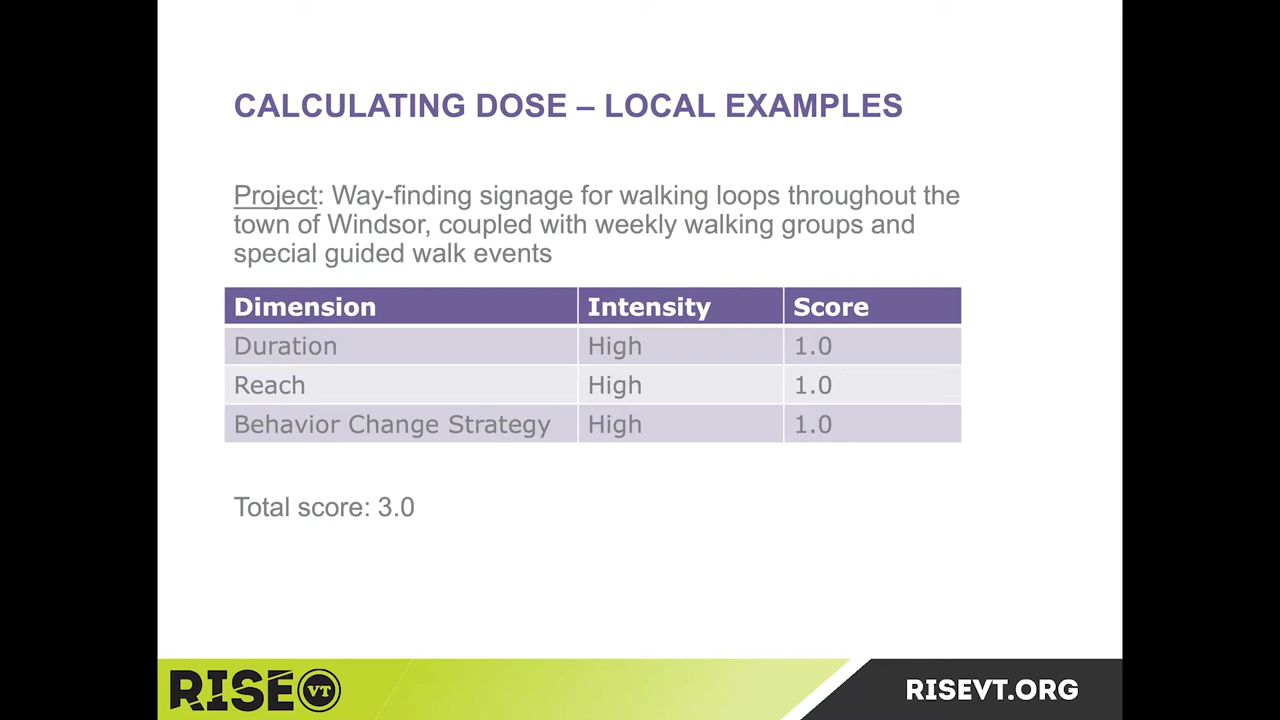 CALCULATING DOSE – LOCAL EXAMPLES
Project: Way-finding signage for walking loops throughout the
town of Windsor, coupled with weekly walking groups and
special guided walk events
Dimension Intensity Score
Duration High 1.0
Reach High 1.0
Behavior Change Strategy High 1.0
Total score: 3.0
RISE VT RISEVT.ORG